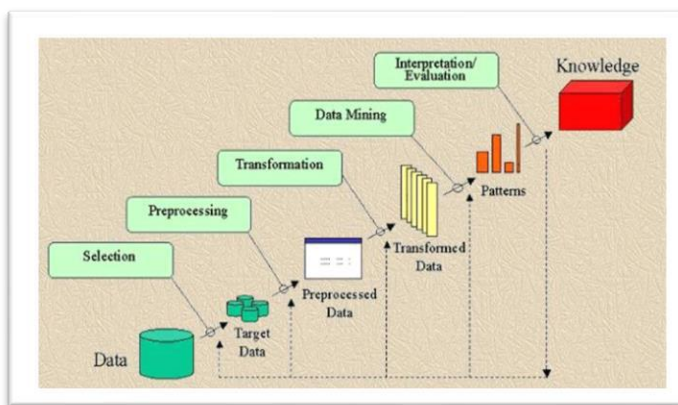 Interpretation/
Evaluation
Knowledge
Data Mining
Patterns
Transformation
Transformed
Data
Preprocessing
Preprocessed
Data
Selection
Target
Data
Data